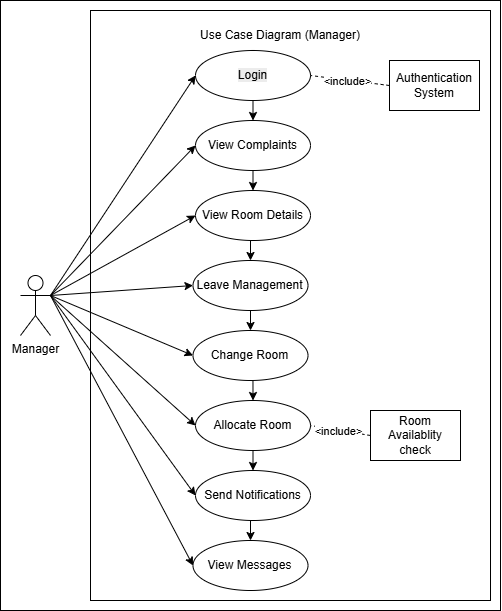 Use Case Diagram (Manager)
Login
<include>
Authentication
System
View Complaints
View Room Details
Leave Management
Manager
Change Room
Allocate Room
<include>
Room
Availablity
check
Send Notifications
View Messages